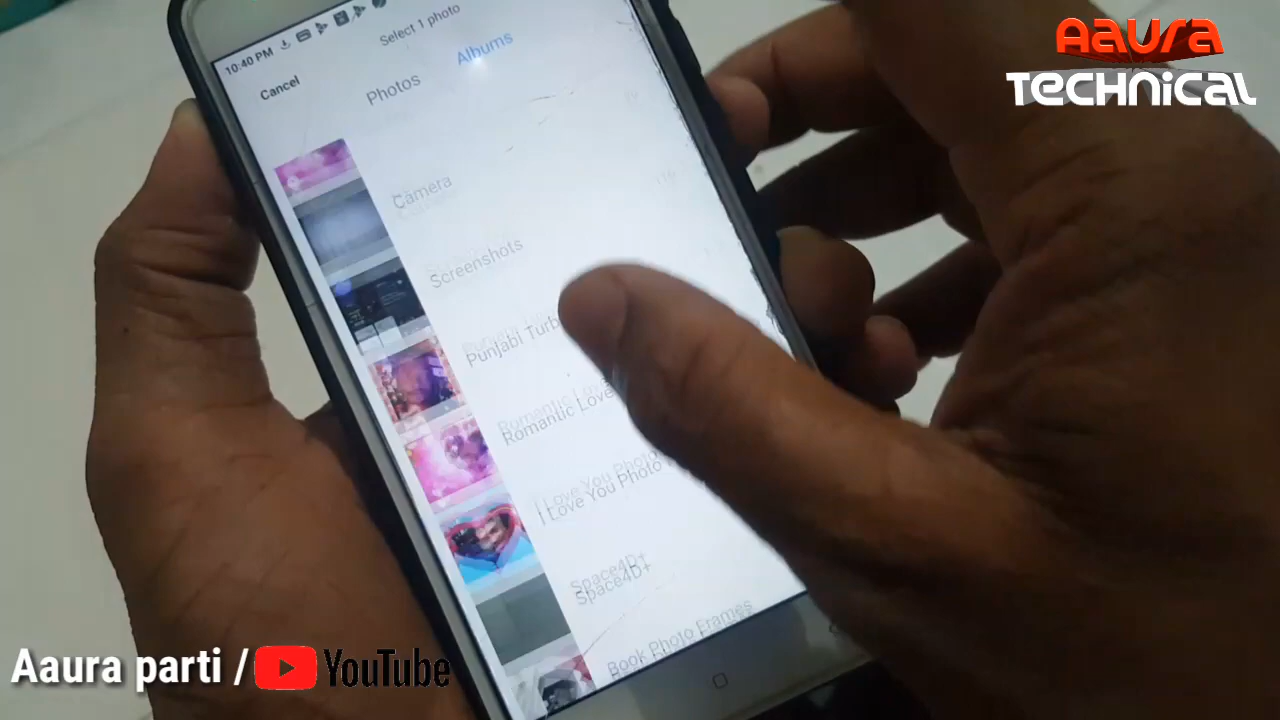 Aaura
TECHNICAL
10:40 PM
Select 1 photo
Cancel
Photos
Albums
Camera
Screenshots
Punjabi Turb
Romantic Love
I Love You Photo
Space4D+
Book Photo Frames
Aaura parti / YouTube